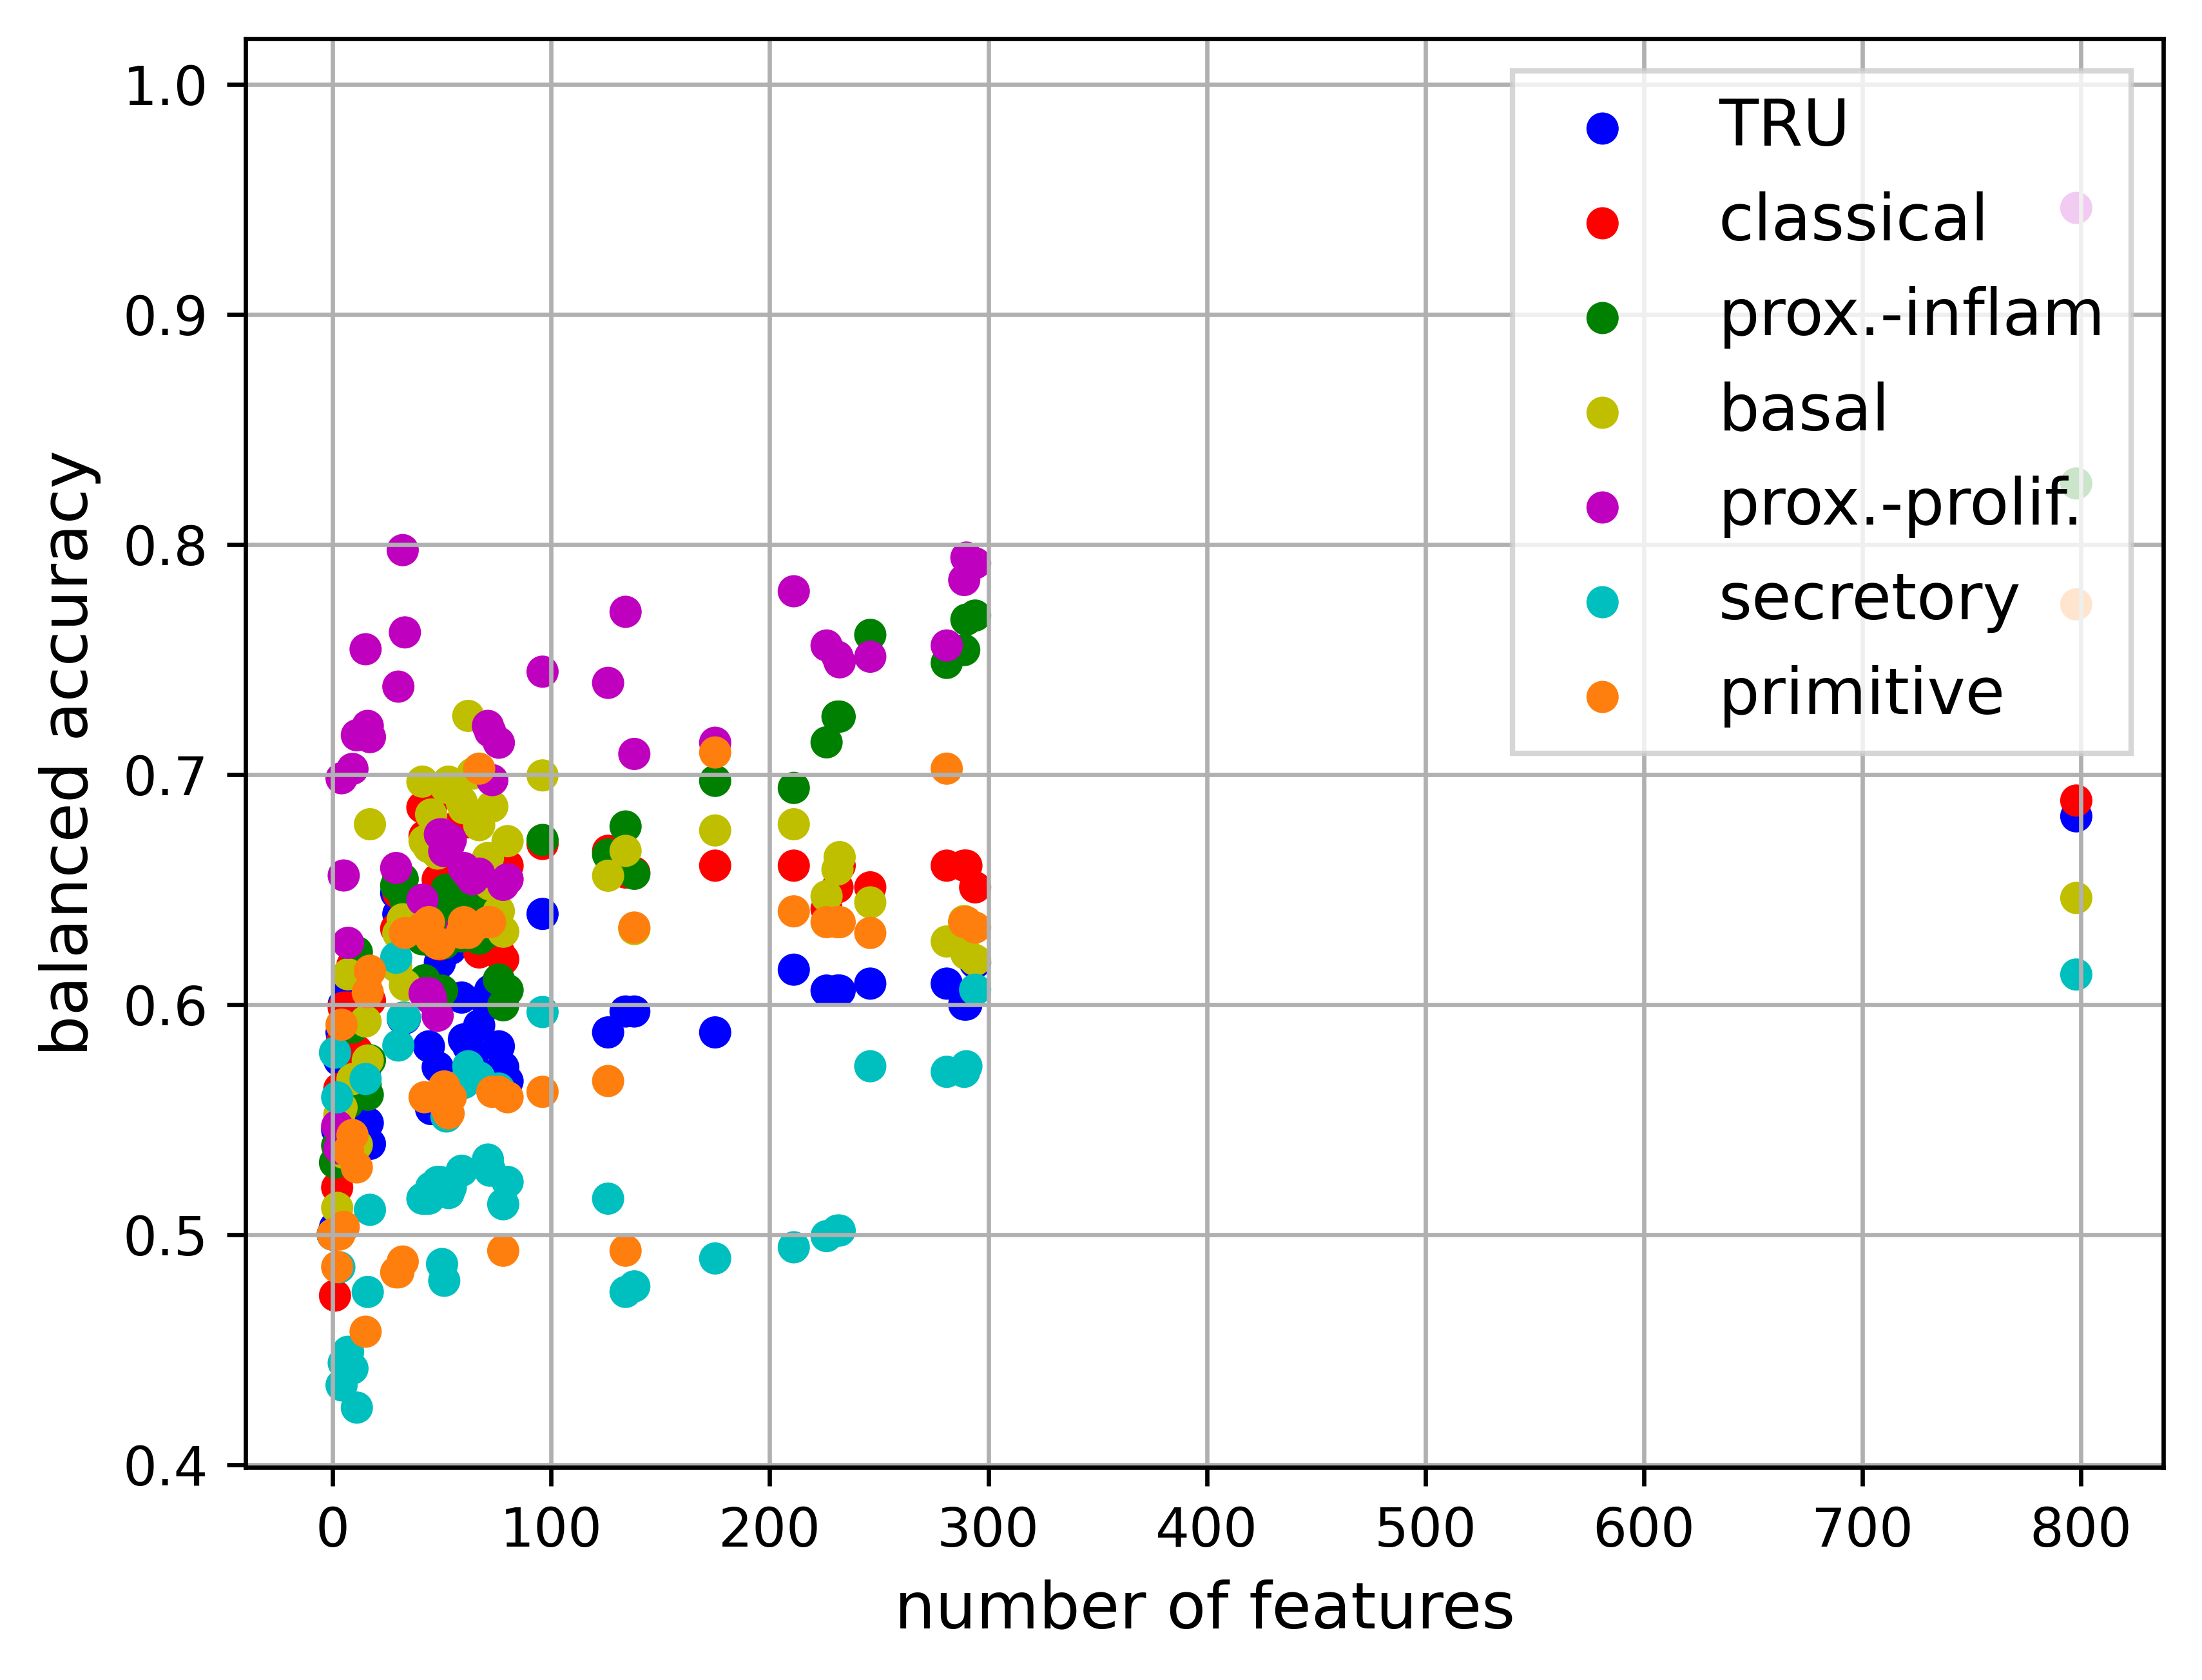 1.0
0.9
0.8
0.7
0.6
0.5
0.4
balanced accuracy
TRU
classical
prox.-inflam
basal
prox.-prolif.
secretory
primitive
0 100 200 300 400 500 600 700 800
number of features